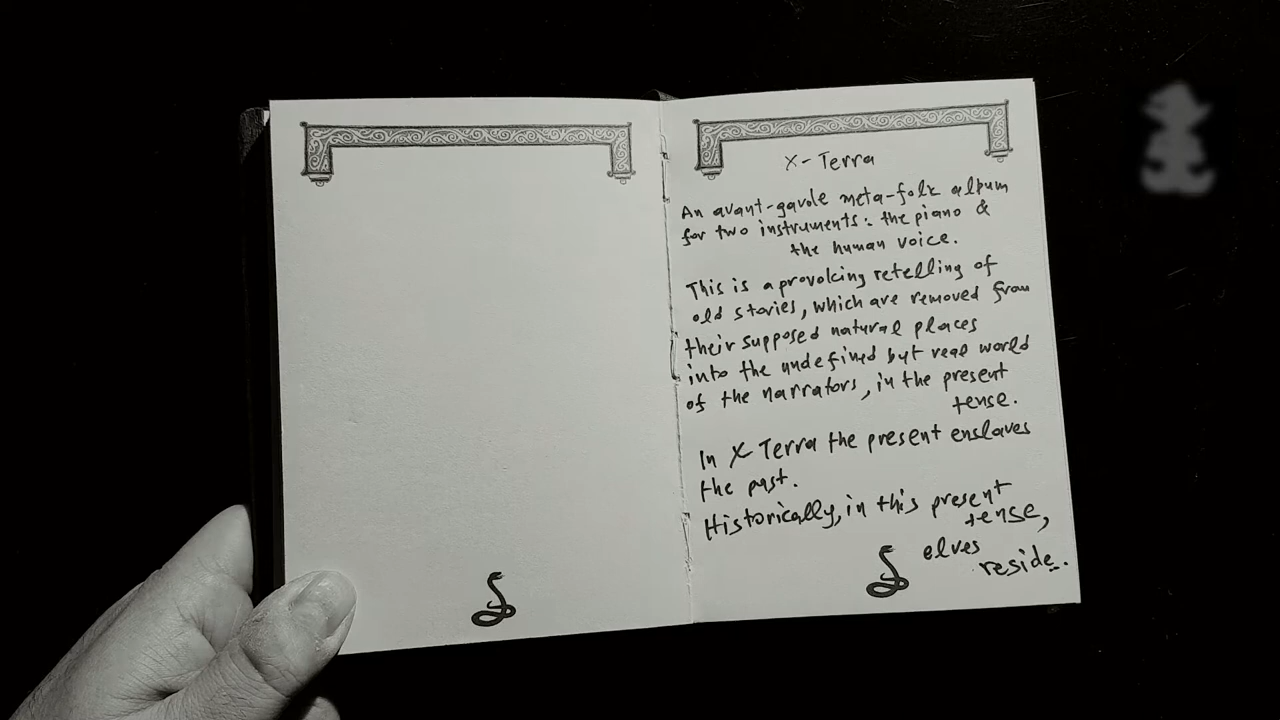 X-Terra
An avant-garde meta-folk album
for two instruments: the piano &
the human voice.
This is a provoking retelling of
old stories, which are removed from
their supposed natural places
into the undefined but real world
of the narrators, in the present
tense.
In X-Terra the present enslaves
the past.
Historically, in this present
tense,
elves
reside.